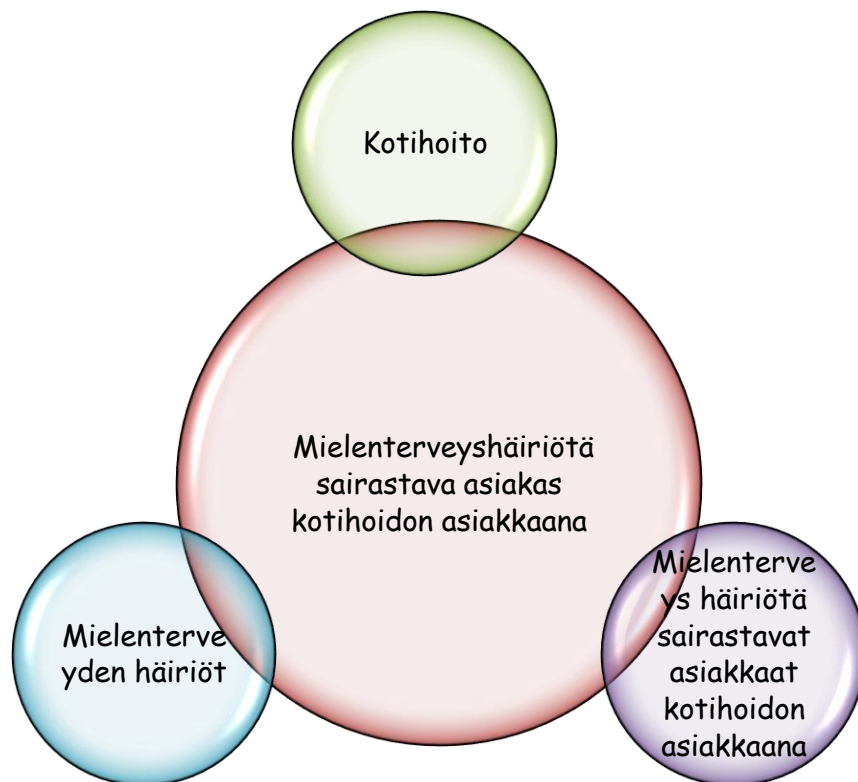 Kotihoito
Mielenterveyshäiriötä
sairastava asiakas
kotihoidon asiakkaana
Mielenterve
yden häiriöt
Mielenterve
ys häiriötä
sairastavat
asiakkaat
kotihoidon
asiakkaana